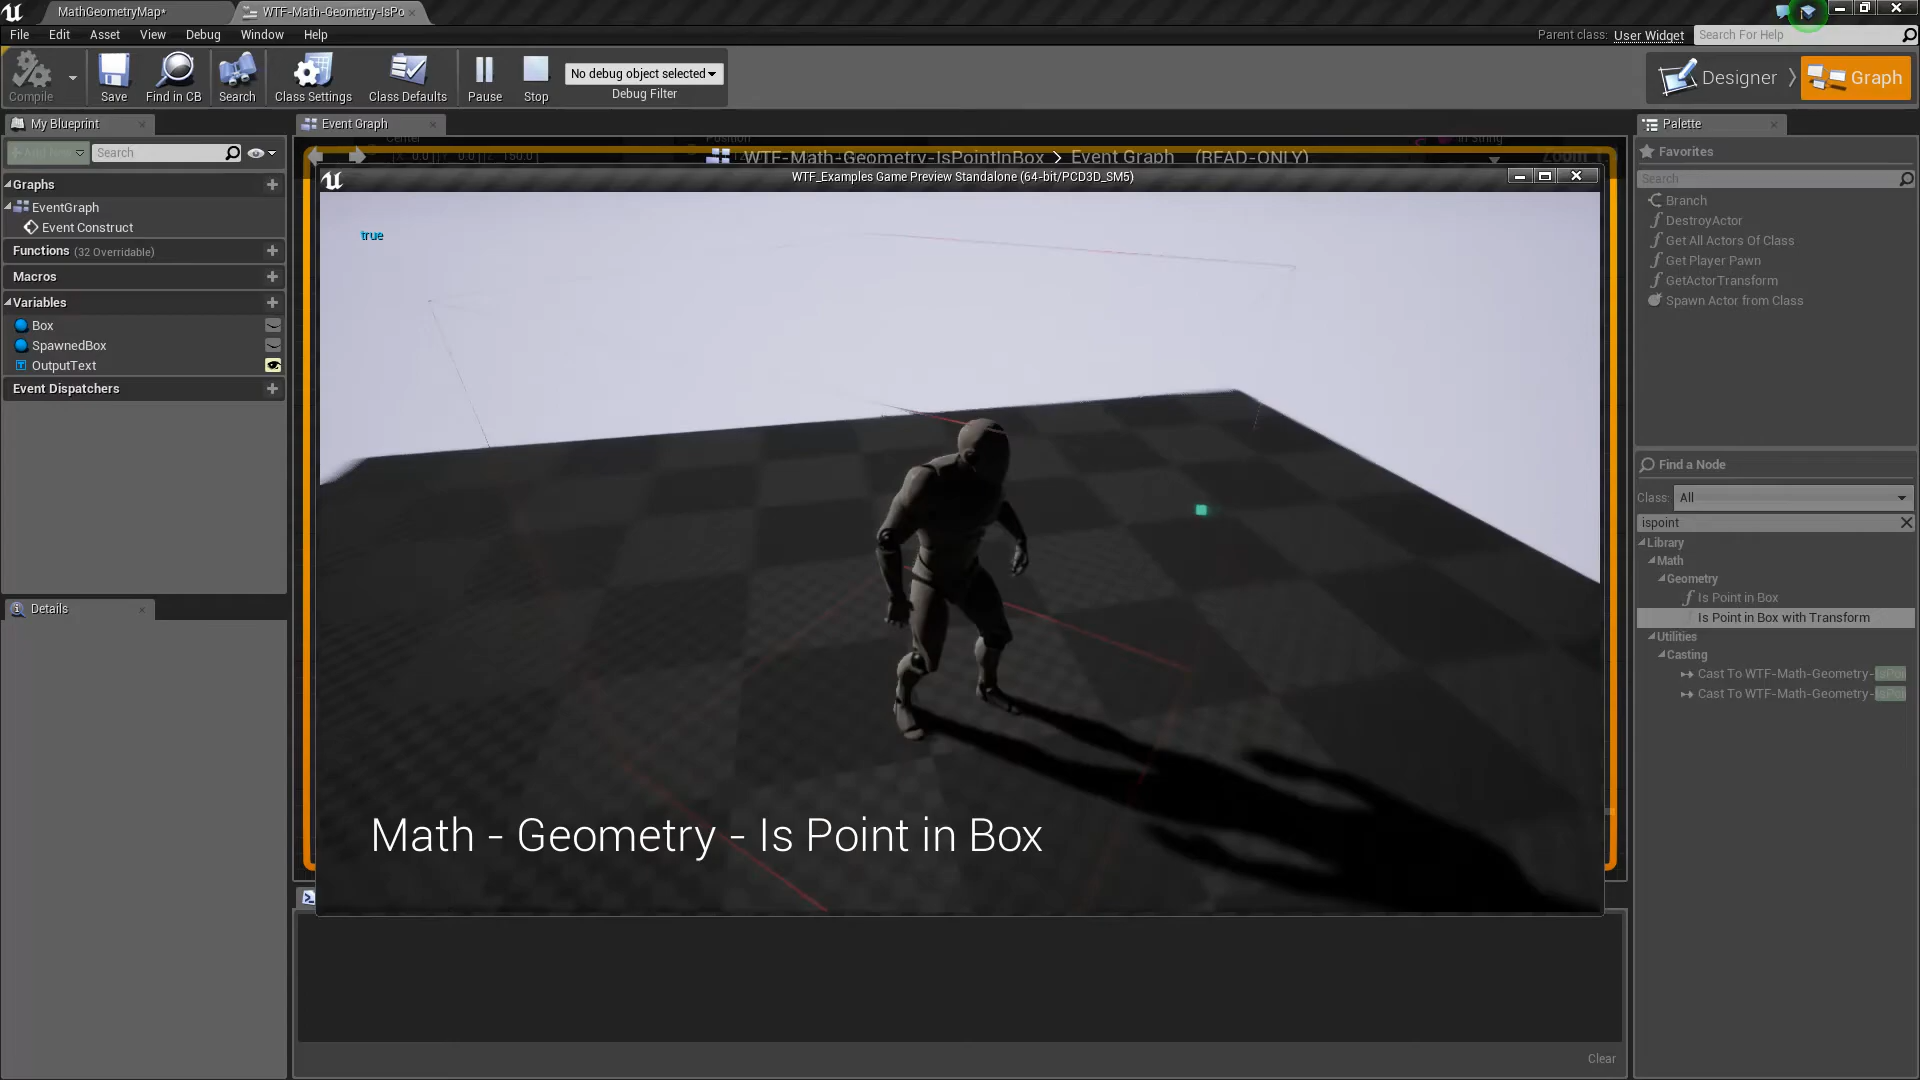 MathGeometryMap*
WTF-Math-Geometry-IsPo
File Edit Asset View Debug Window Help
Parent class: User Widget
Search For Help
Compile
Save
Find in CB
Search
Class Settings
Class Defaults
Pause
Stop
No debug object selected
Debug Filter
Designer
Graph
My Blueprint
Search
Graphs
EventGraph
Event Construct
Functions (32 Overridable)
Macros
Variables
Box
SpawnedBox
OutputText
Event Dispatchers
Details
Event Graph
WTF-Math-Geometry-IsPointInBox > Event Graph (READ-ONLY)
WTF_Examples Game Preview Standalone (64-bit/PCD3D_SM5)
true
Math - Geometry - Is Point in Box
Clear
Palette
Favorites
Search
Branch
DestroyActor
Get All Actors Of Class
Get Player Pawn
GetActorTransform
Spawn Actor from Class
Find a Node
Class: All
ispoint
Library
Math
Geometry
Is Point in Box
Is Point in Box with Transform
Utilities
Casting
Cast To WTF-Math-Geometry-IsPoi
Cast To WTF-Math-Geometry-IsPoi